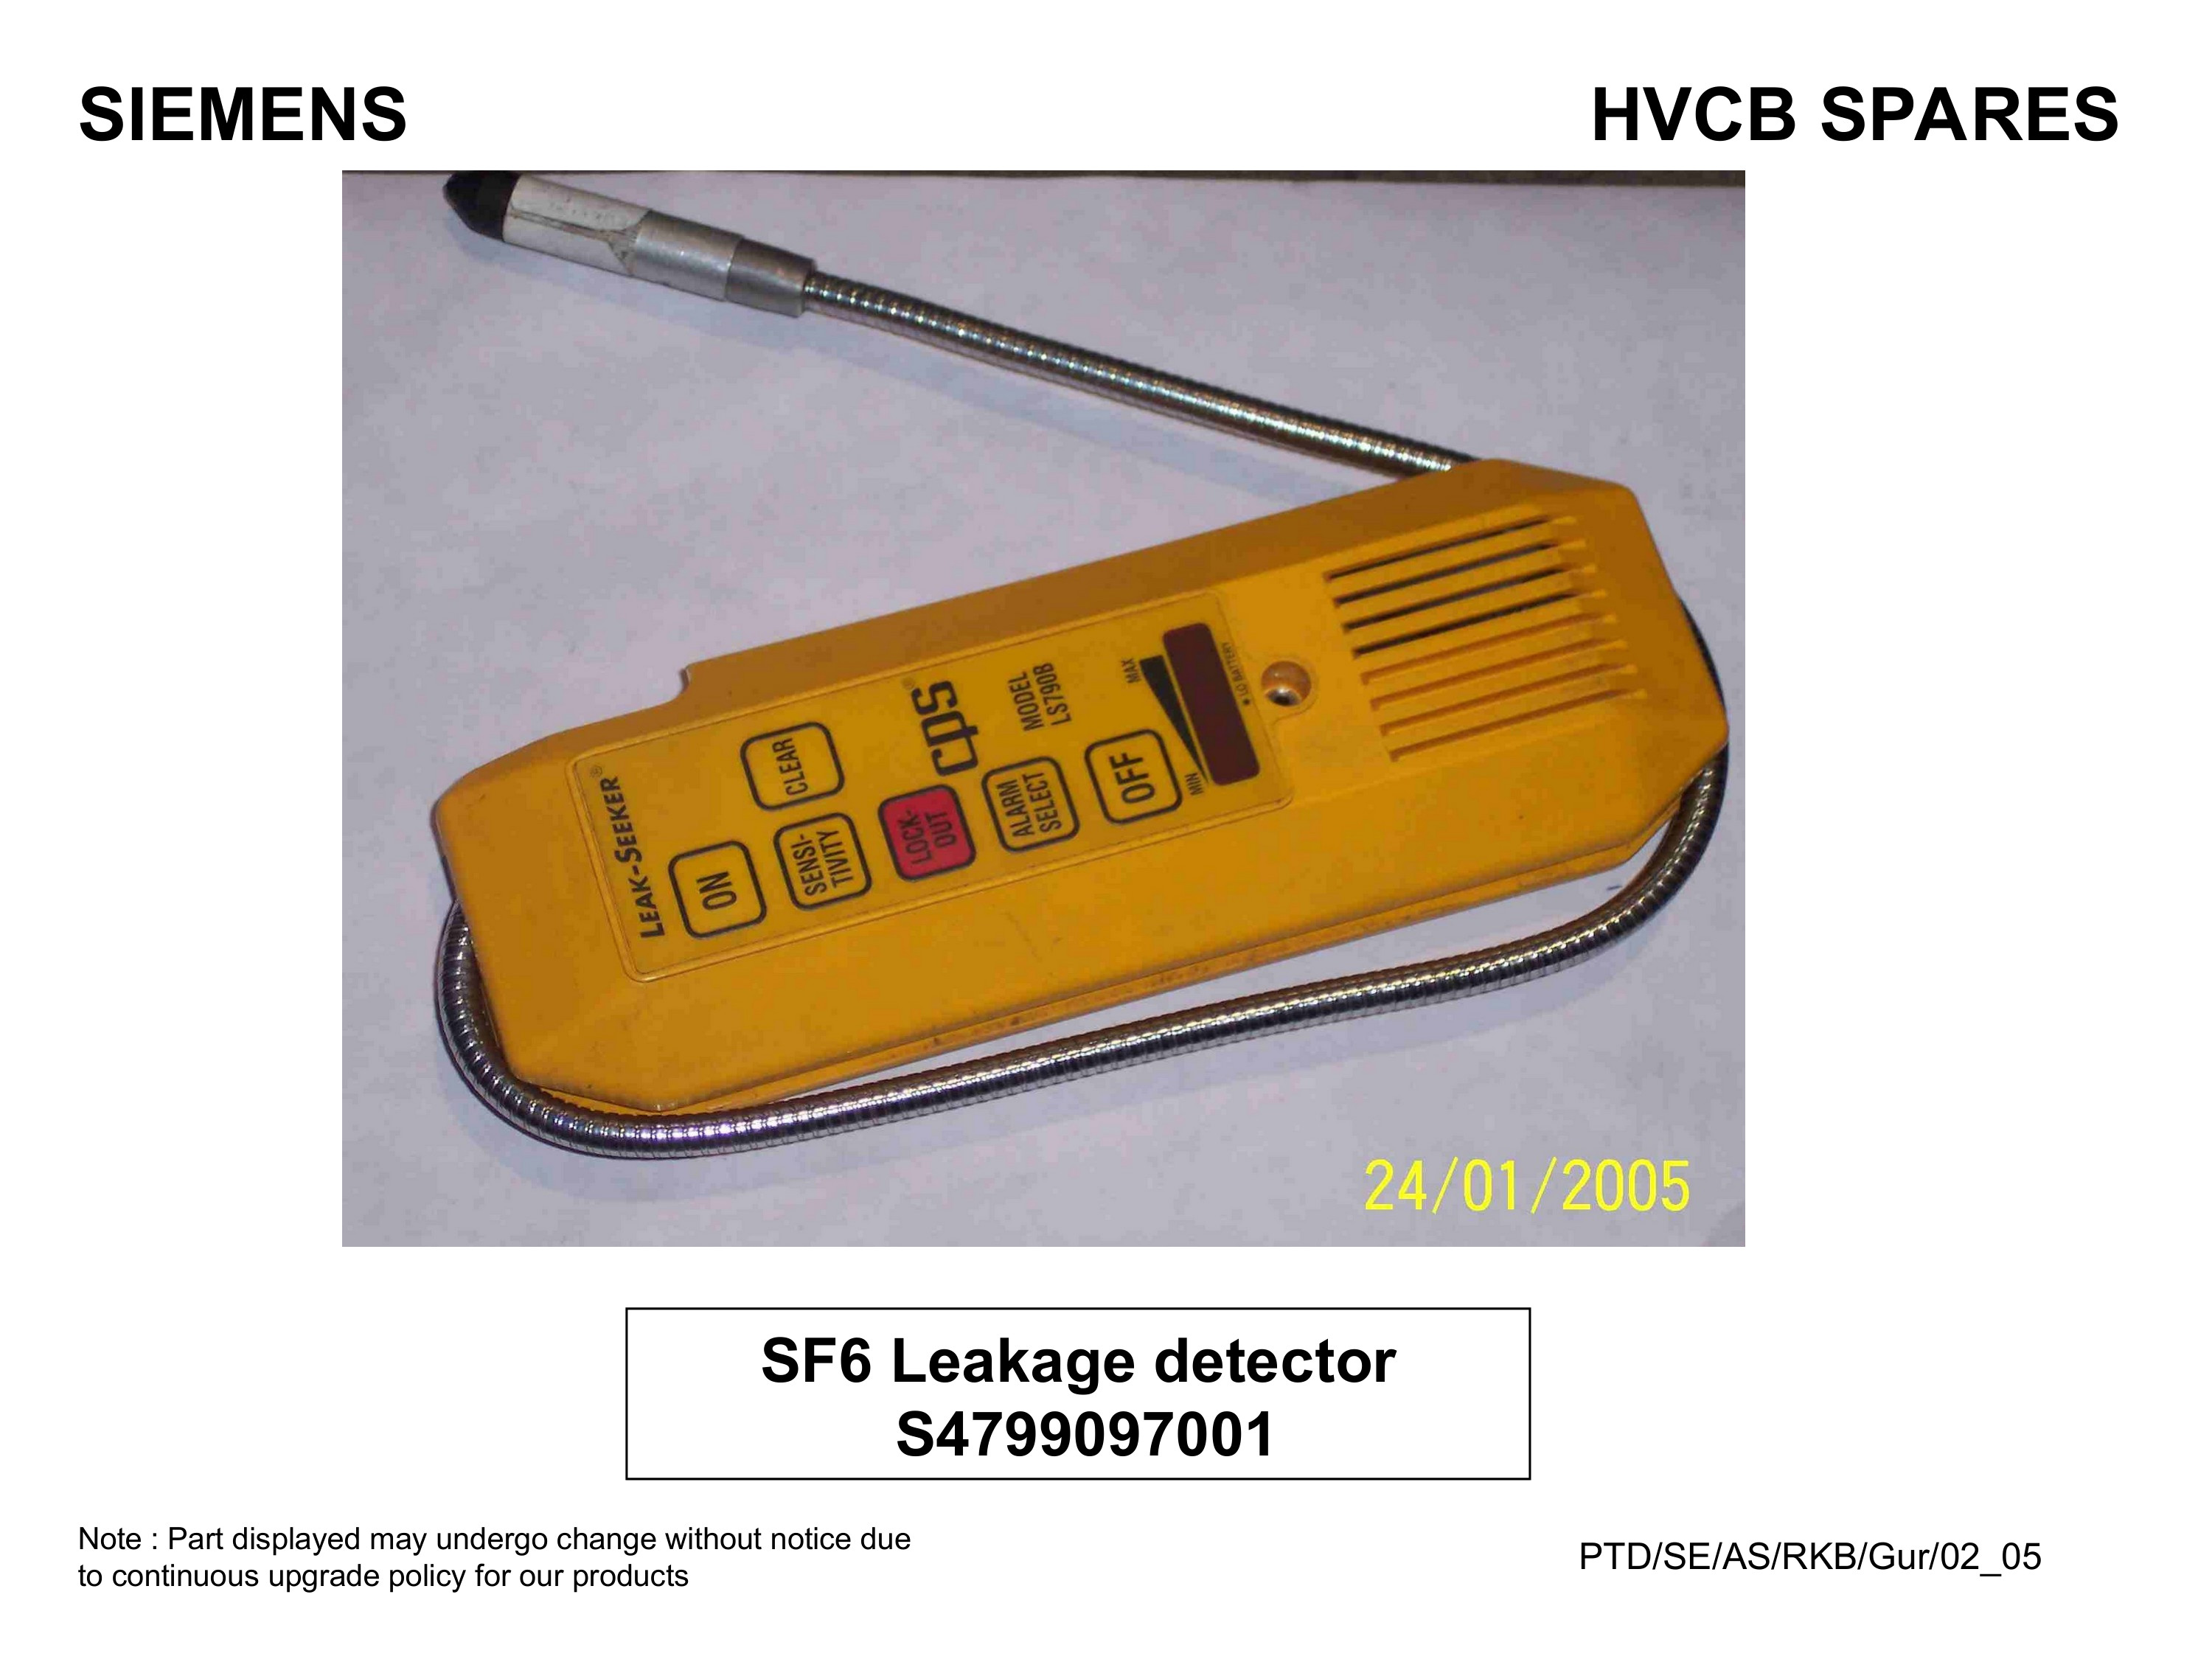 SIEMENS
HVCB SPARES
LEAK-SEEKER®
ON
CLEAR
SENSI-
TIVITY
LOCK-
OUT
cps®
ALARM
SELECT
MODEL
LS790B
OFF
MIN
MAX
LO BATTERY
24/01/2005
SF6 Leakage detector
S4799097001
Note : Part displayed may undergo change without notice due
to continuous upgrade policy for our products
PTD/SE/AS/RKB/Gur/02_05